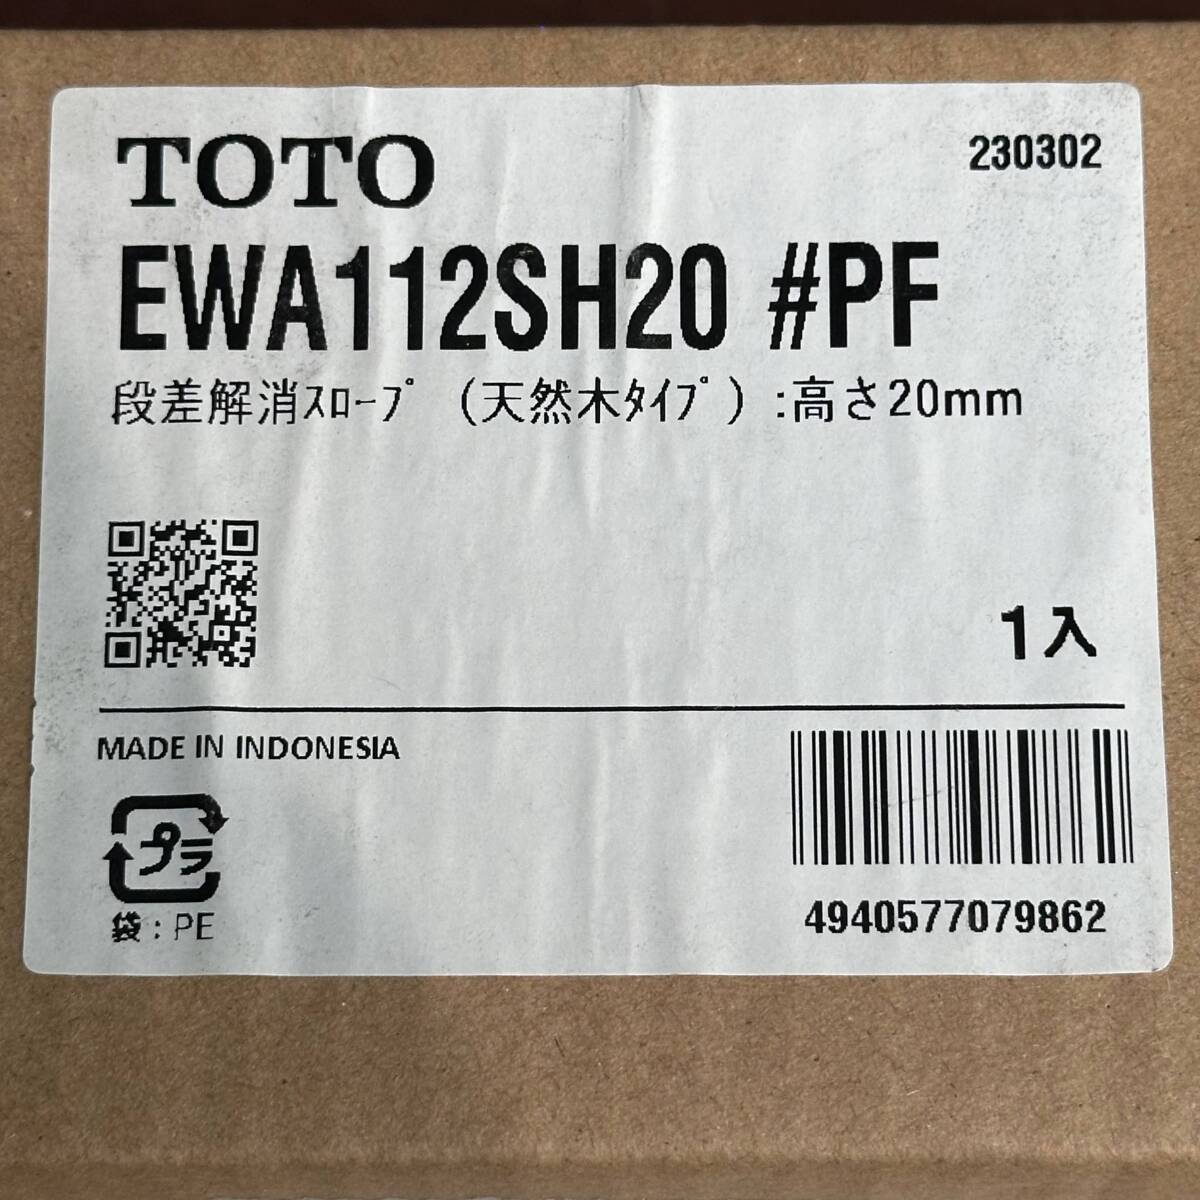 TOTO
230302
EWA112SH20 #PF
段差解消ｽﾛｰﾌﾟ (天然木ﾀｲﾌﾟ) :高さ20mm
1入
MADE IN INDONESIA
プラ
袋：PE
4940577079862